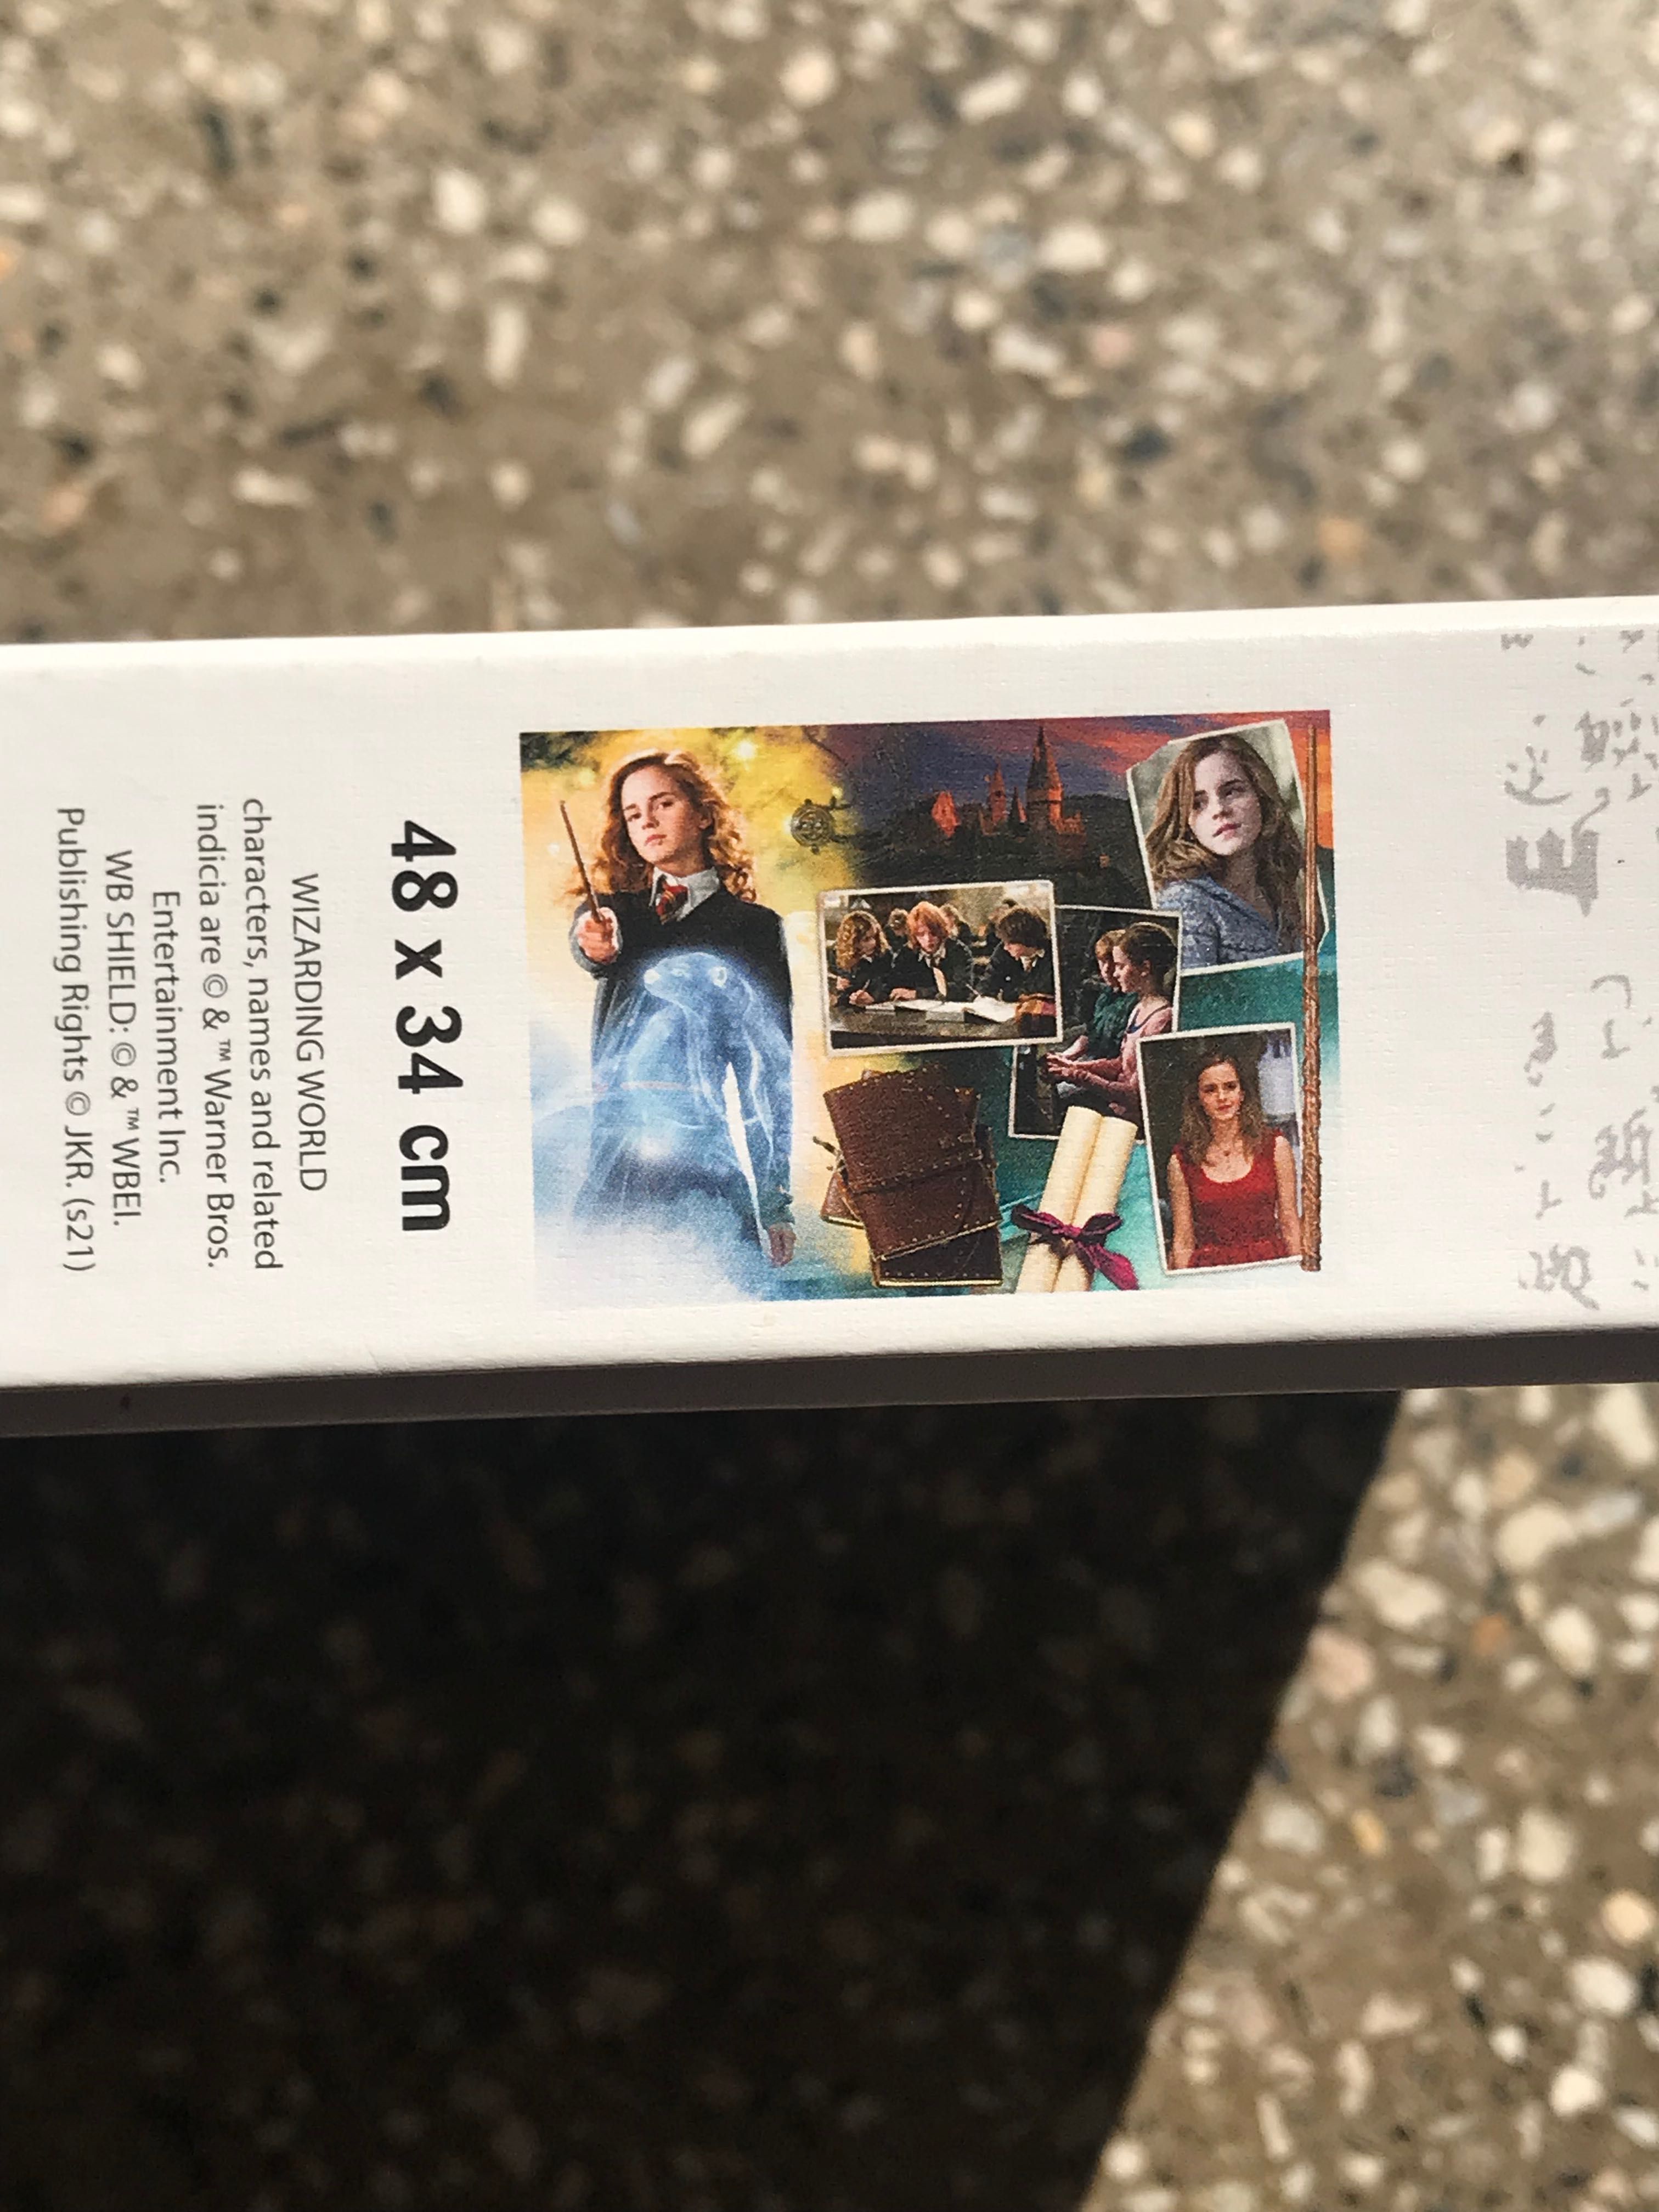 48 x 34 cm
WIZARDING WORLD
characters, names and related
indicia are © & ™ Warner Bros.
Entertainment Inc.
WB SHIELD: © & ™ WBEI.
Publishing Rights © JKR. (s21)